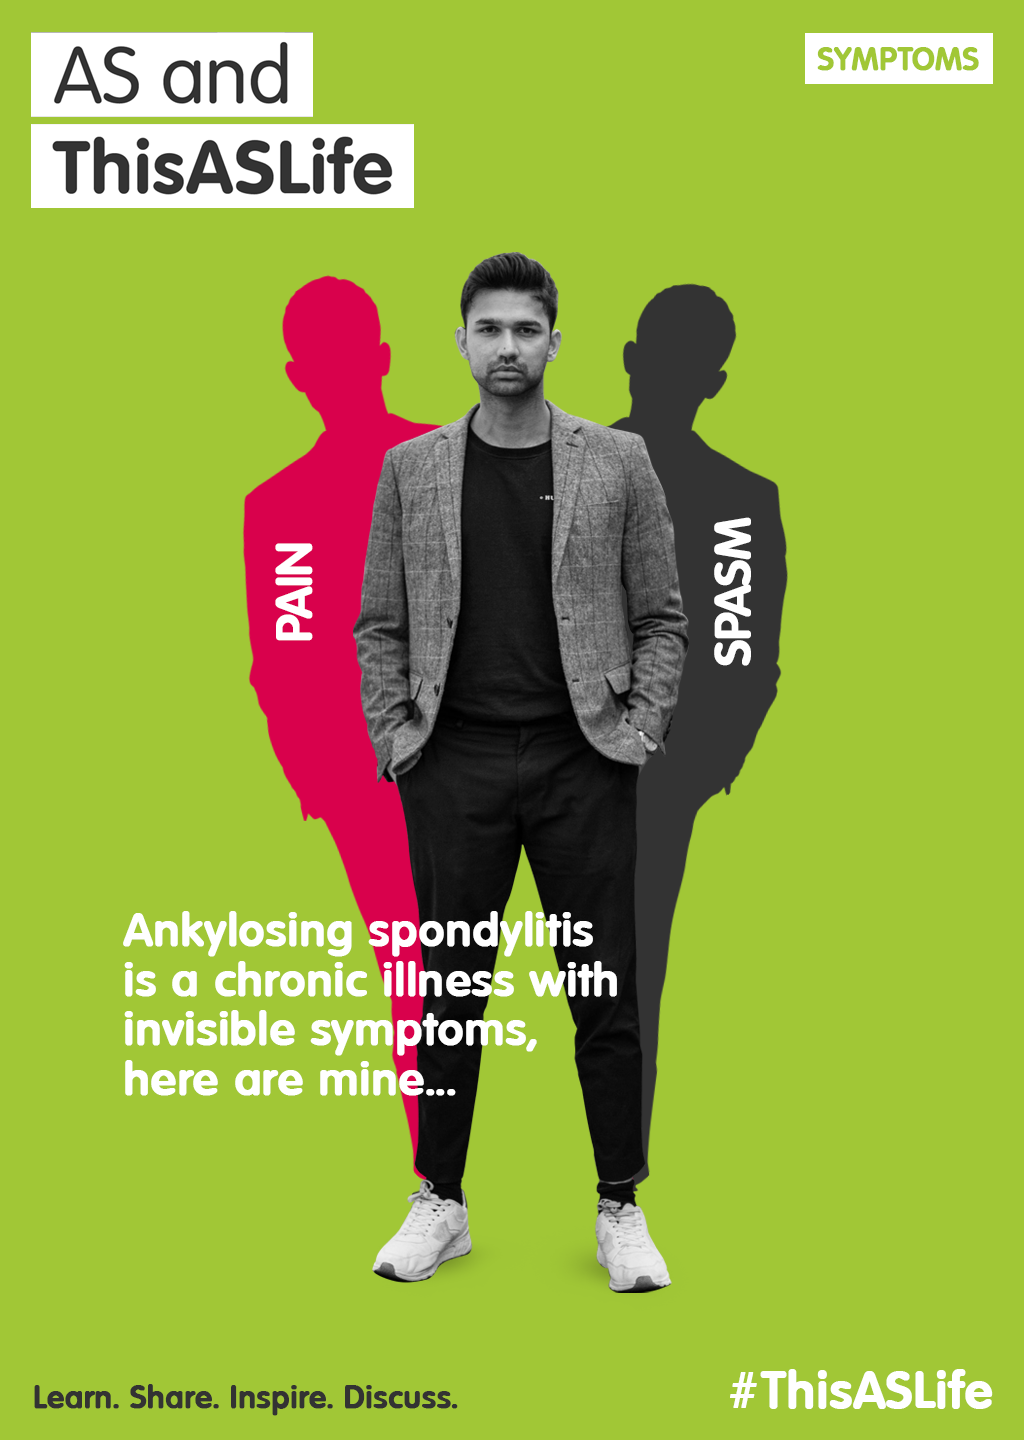 AS and
ThisASLife
SYMPTOMS
PAIN
SPASM
Ankylosing spondylitis
is a chronic illness with
invisible symptoms,
here are mine...
Learn. Share. Inspire. Discuss.
#ThisASLife